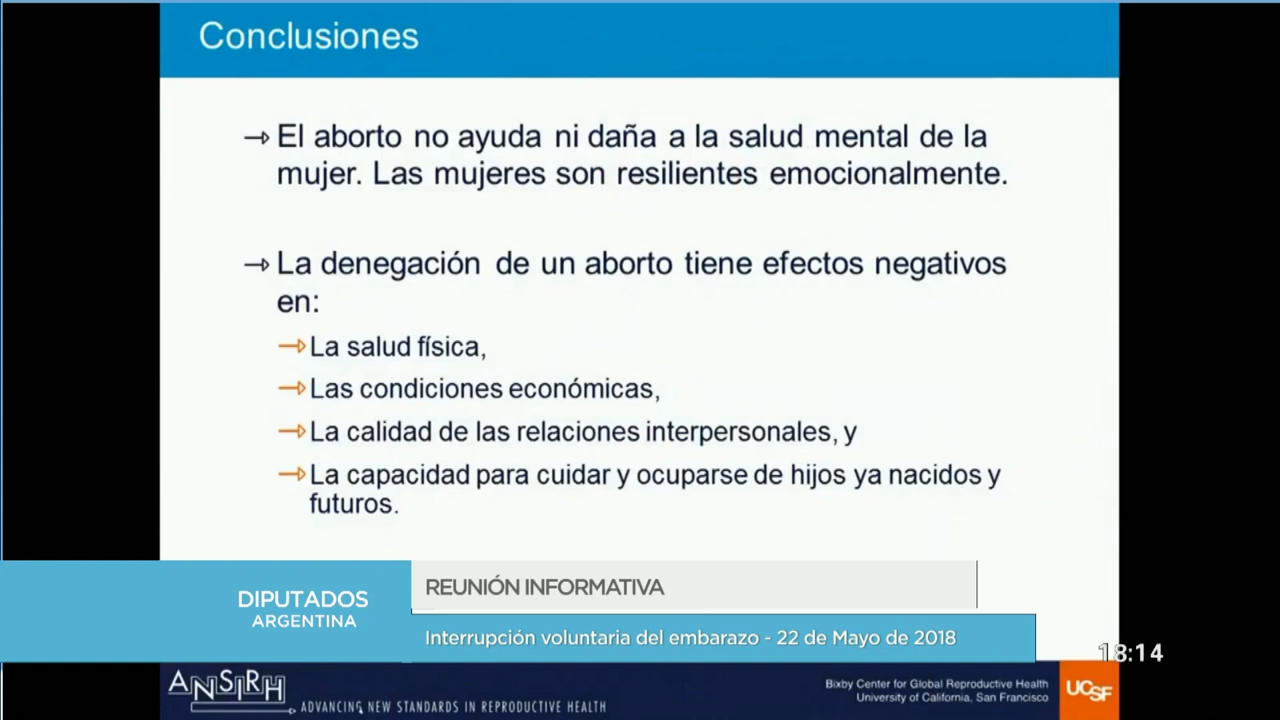 Conclusiones
El aborto no ayuda ni daña a la salud mental de la
mujer. Las mujeres son resilientes emocionalmente.
La denegación de un aborto tiene efectos negativos
en:
La salud física,
Las condiciones económicas,
La calidad de las relaciones interpersonales, y
La capacidad para cuidar y ocuparse de hijos ya nacidos y
futuros.
DIPUTADOS
ARGENTINA
REUNIÓN INFORMATIVA
Interrupción voluntaria del embarazo - 22 de Mayo de 2018
18:14
ANSIRH
ADVANCING NEW STANDARDS IN REPRODUCTIVE HEALTH
Bixby Center for Global Reproductive Health
University of California, San Francisco
UCSF